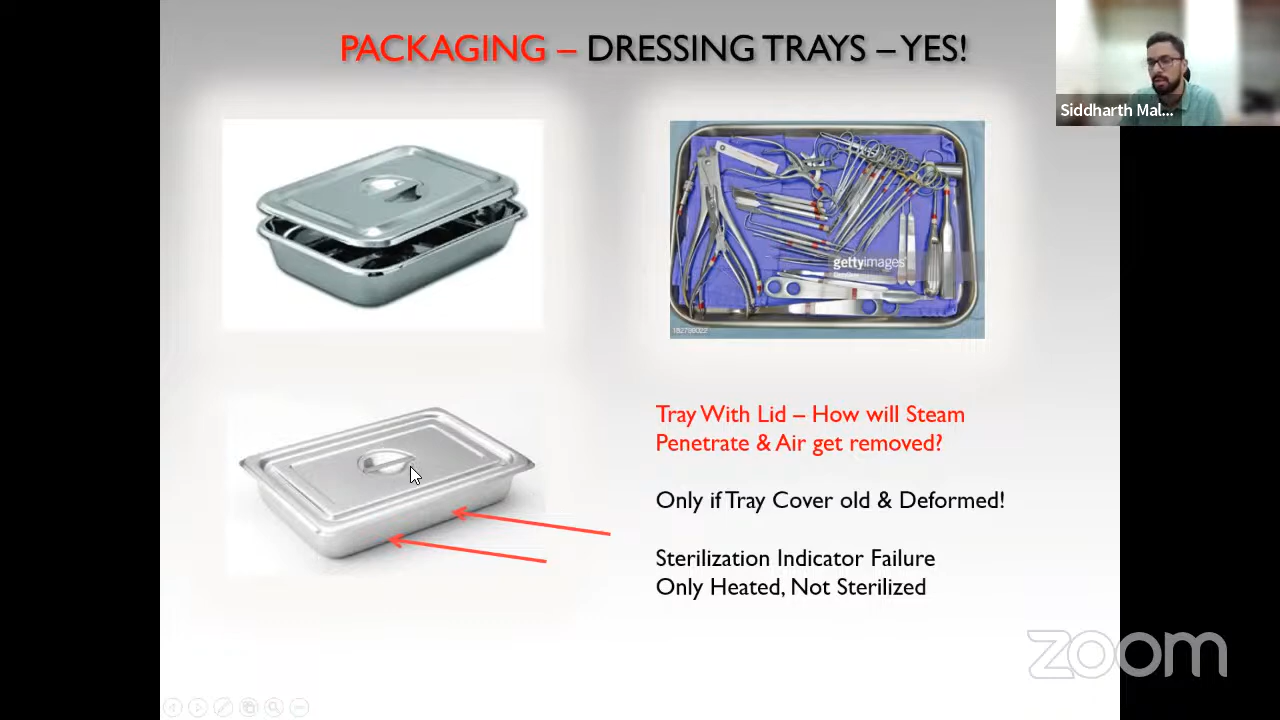 PACKAGING – DRESSING TRAYS – YES!
Siddharth Mal...
gettyimages
182790022
Tray With Lid – How will Steam
Penetrate & Air get removed?
Only if Tray Cover old & Deformed!
Sterilization Indicator Failure
Only Heated, Not Sterilized
zoom